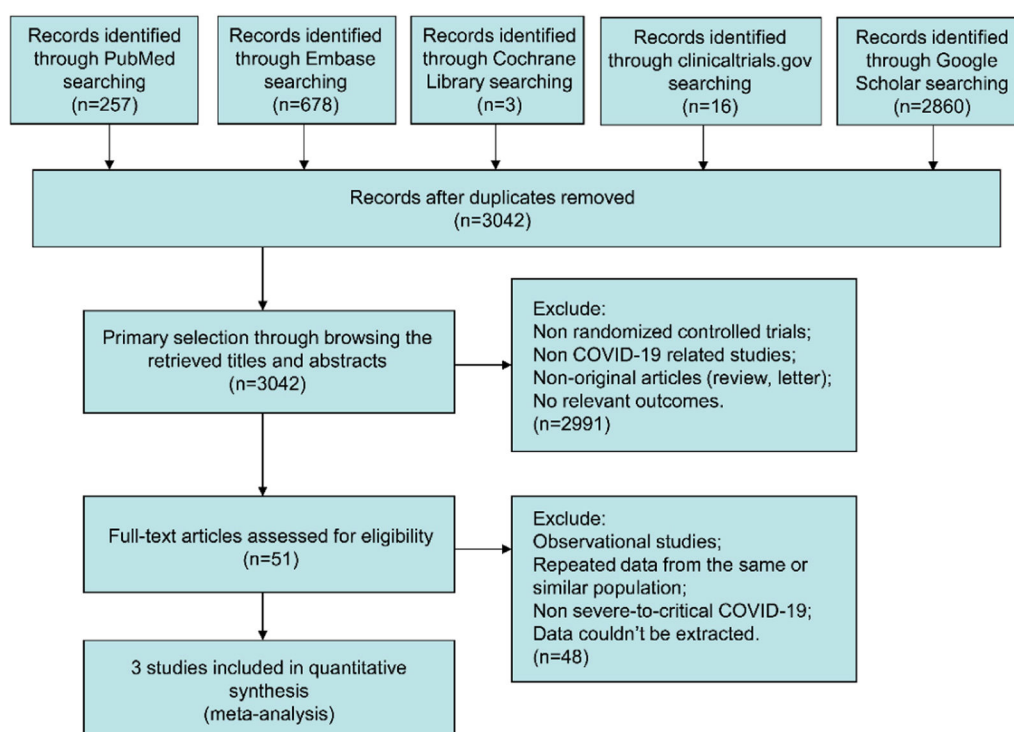 Records identified
through PubMed
searching
(n=257)
Records identified
through Embase
searching
(n=678)
Records identified
through Cochrane
Library searching
(n=3)
Records identified
through clinicaltrials.gov
searching
(n=16)
Records identified
through Google
Scholar searching
(n=2860)
Records after duplicates removed
(n=3042)
Primary selection through browsing the
retrieved titles and abstracts
(n=3042)
Exclude:
Non randomized controlled trials;
Non COVID-19 related studies;
Non-original articles (review, letter);
No relevant outcomes.
(n=2991)
Full-text articles assessed for eligibility
(n=51)
Exclude:
Observational studies;
Repeated data from the same or
similar population;
Non severe-to-critical COVID-19;
Data couldn’t be extracted.
(n=48)
3 studies included in quantitative
synthesis
(meta-analysis)